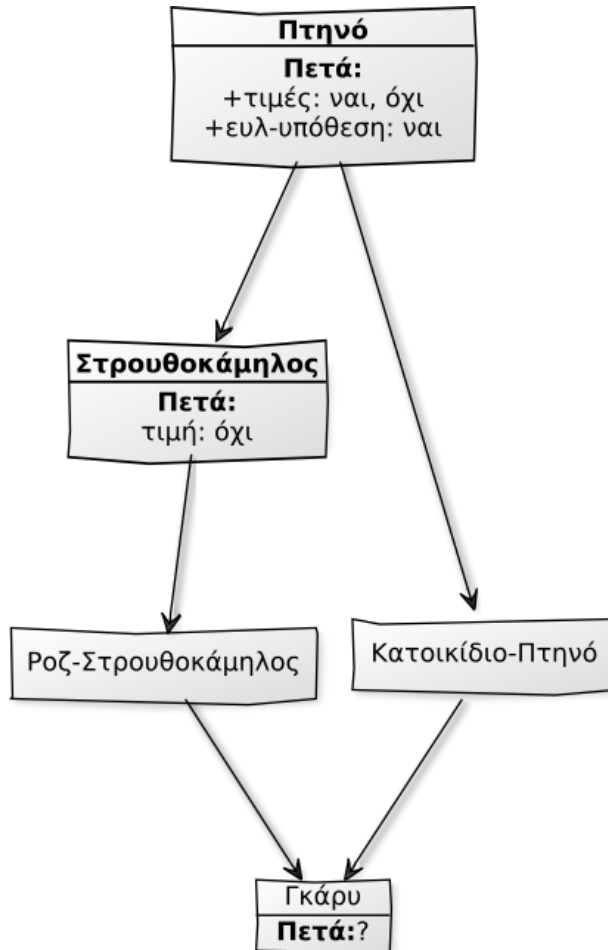 Πτηνό
Πετά:
+τιμές: ναι, όχι
+ευλ-υπόθεση: ναι
Στρουθοκάμηλος
Πετά:
τιμή: όχι
Ροζ-Στρουθοκάμηλος
Κατοικίδιο-Πτηνό
Γκάρυ
Πετά:?